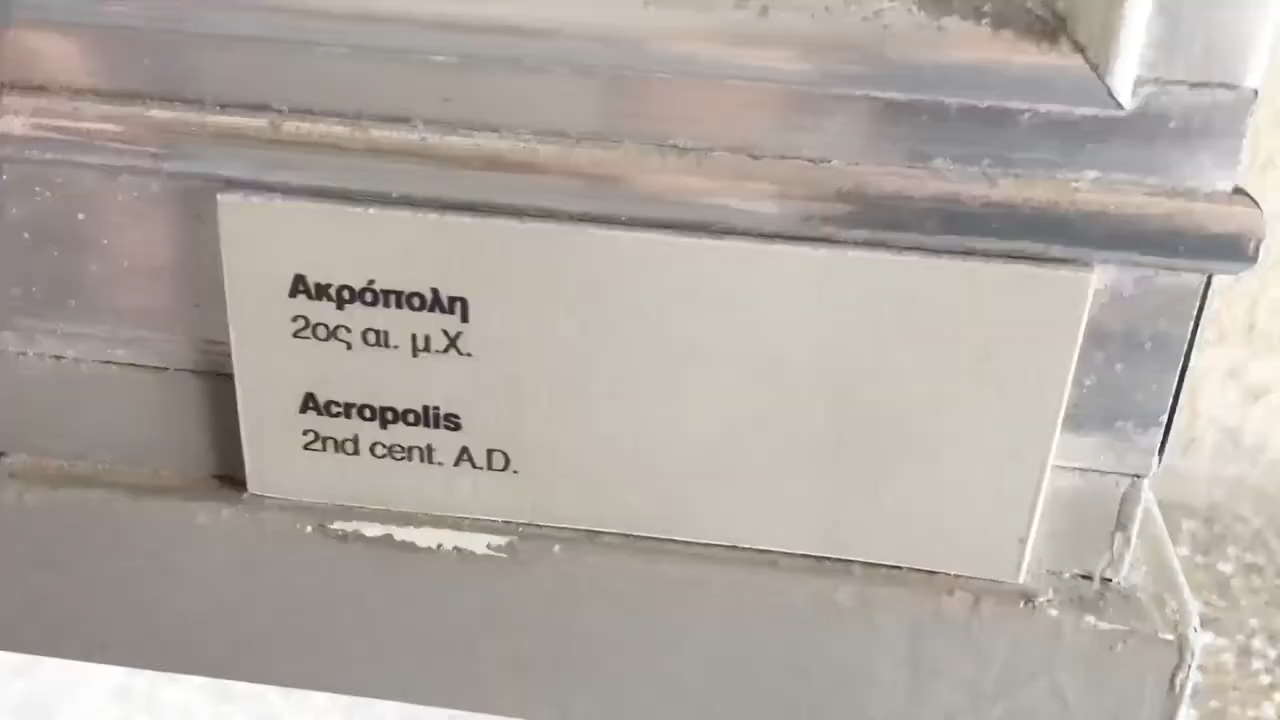 Ακρόπολη
2ος αι. μ.Χ.
Acropolis
2nd cent. A.D.